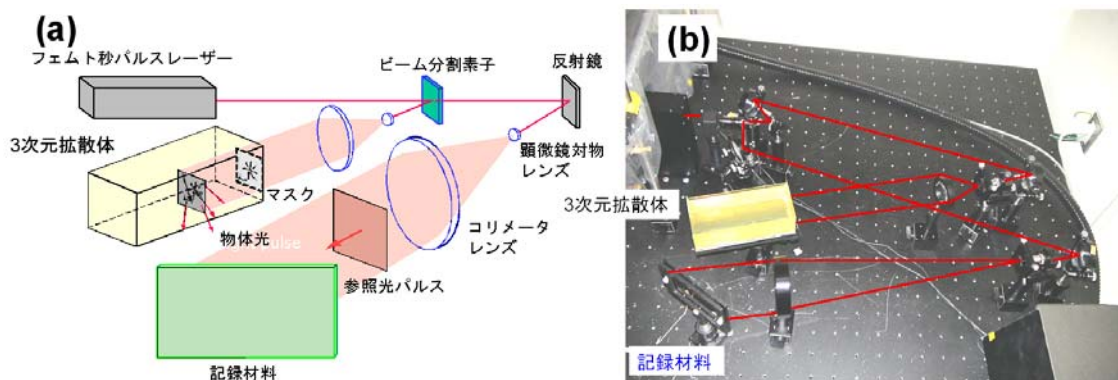 (a)
フェムト秒パルスレーザー
ビーム分割素子
反射鏡
3次元拡散体
顕微鏡対物
レンズ
マスク
物体光
pulse
コリメータ
レンズ
参照光パルス
記録材料
(b)
3次元拡散体
記録材料